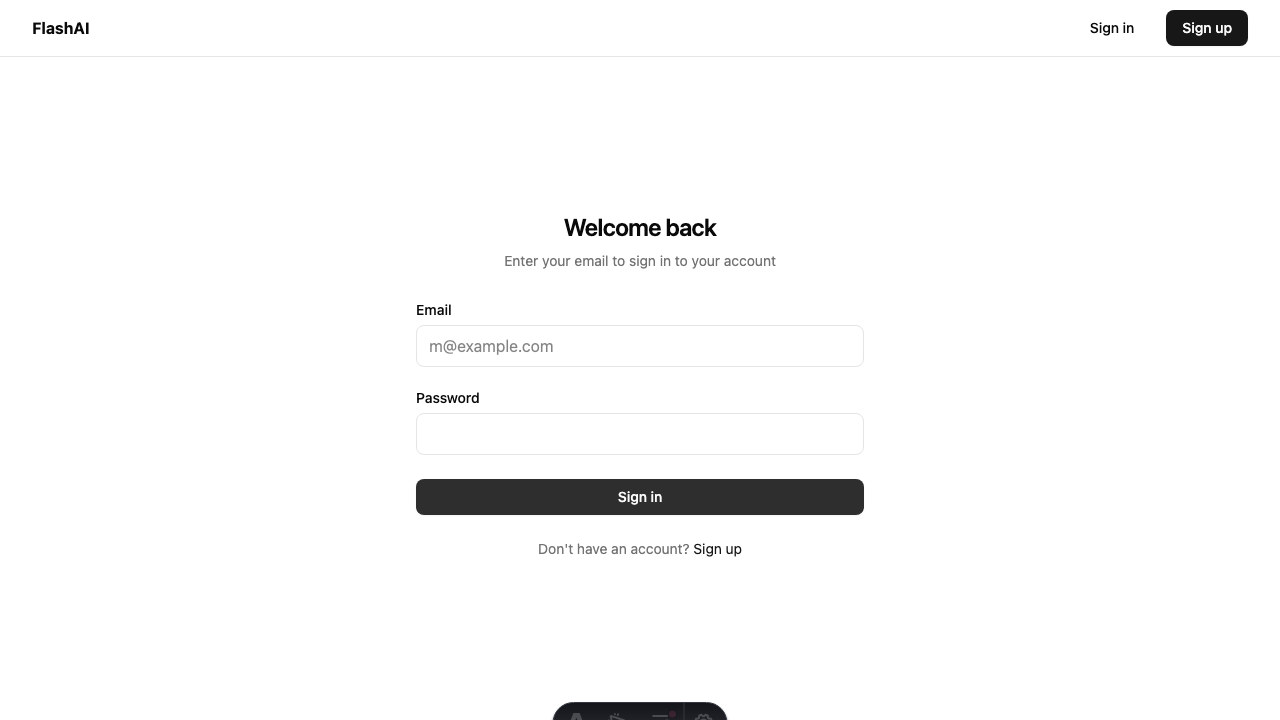 FlashAI
Sign in
Sign up
Welcome back
Enter your email to sign in to your account
Email
m@example.com
Password
Sign in
Don't have an account? Sign up